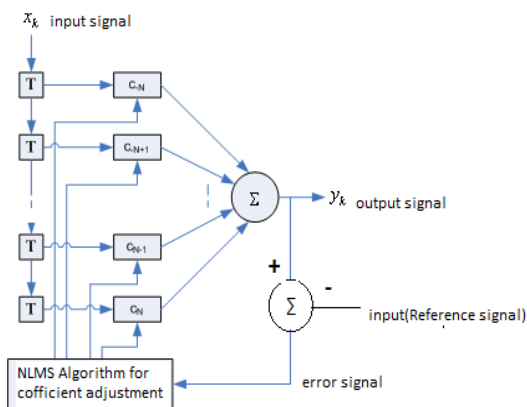 x_k input signal
T
C-N
T
C-N+1
Σ
y_k output signal
T
CN-1
+
-
T
CN
Σ
input(Reference signal)
NLMS Algorithm for
cofficient adjustment
error signal